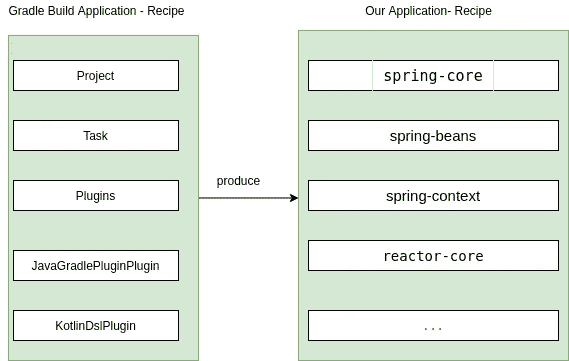 Gradle Build Application - Recipe
Project
Task
Plugins
JavaGradlePluginPlugin
KotlinDslPlugin
produce
Our Application- Recipe
spring-core
spring-beans
spring-context
reactor-core
...